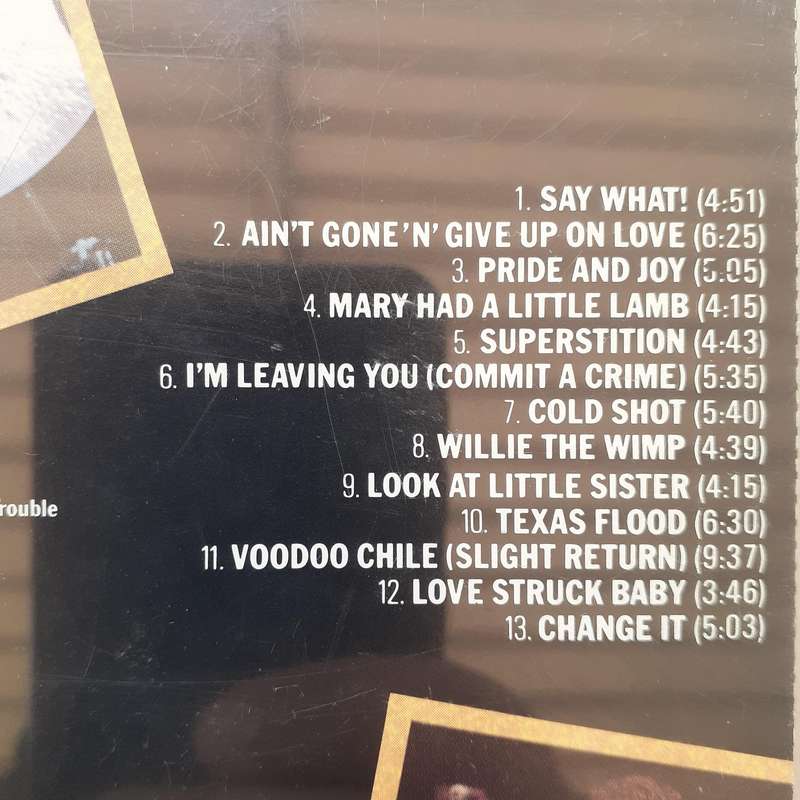 1. SAY WHAT! (4:51)
2. AIN'T GONE 'N' GIVE UP ON LOVE (6:25)
3. PRIDE AND JOY (5:05)
4. MARY HAD A LITTLE LAMB (4:15)
5. SUPERSTITION (4:43)
6. I'M LEAVING YOU (COMMIT A CRIME) (5:35)
7. COLD SHOT (5:40)
8. WILLIE THE WIMP (4:39)
9. LOOK AT LITTLE SISTER (4:15)
rouble
10. TEXAS FLOOD (6:30)
11. VOODOO CHILE (SLIGHT RETURN) (9:37)
12. LOVE STRUCK BABY (3:46)
13. CHANGE IT (5:03)